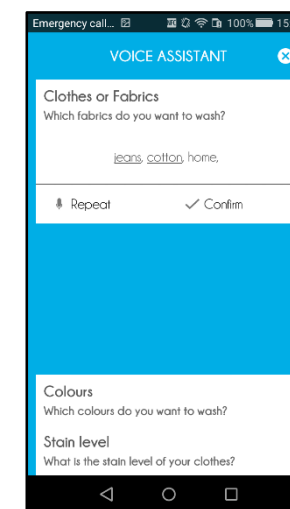 Emergency call... 100% 15
VOICE ASSISTANT
Clothes or Fabrics
Which fabrics do you want to wash?
jeans, cotton, home,
Repeat Confirm
Colours
Which colours do you want to wash?
Stain level
What is the stain level of your clothes?